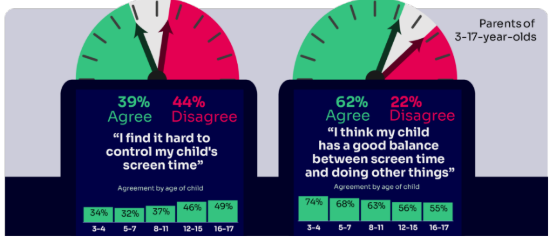 Parents of
3-17-year-olds
39% 44%
Agree Disagree
“I find it hard to
control my child's
screen time”
Agreement by age of child
34% 32% 37% 46% 49%
3-4 5-7 8-11 12-15 16-17
62% 22%
Agree Disagree
“I think my child
has a good balance
between screen time
and doing other things”
Agreement by age of child
74% 68% 63% 56% 55%
3-4 5-7 8-11 12-15 16-17